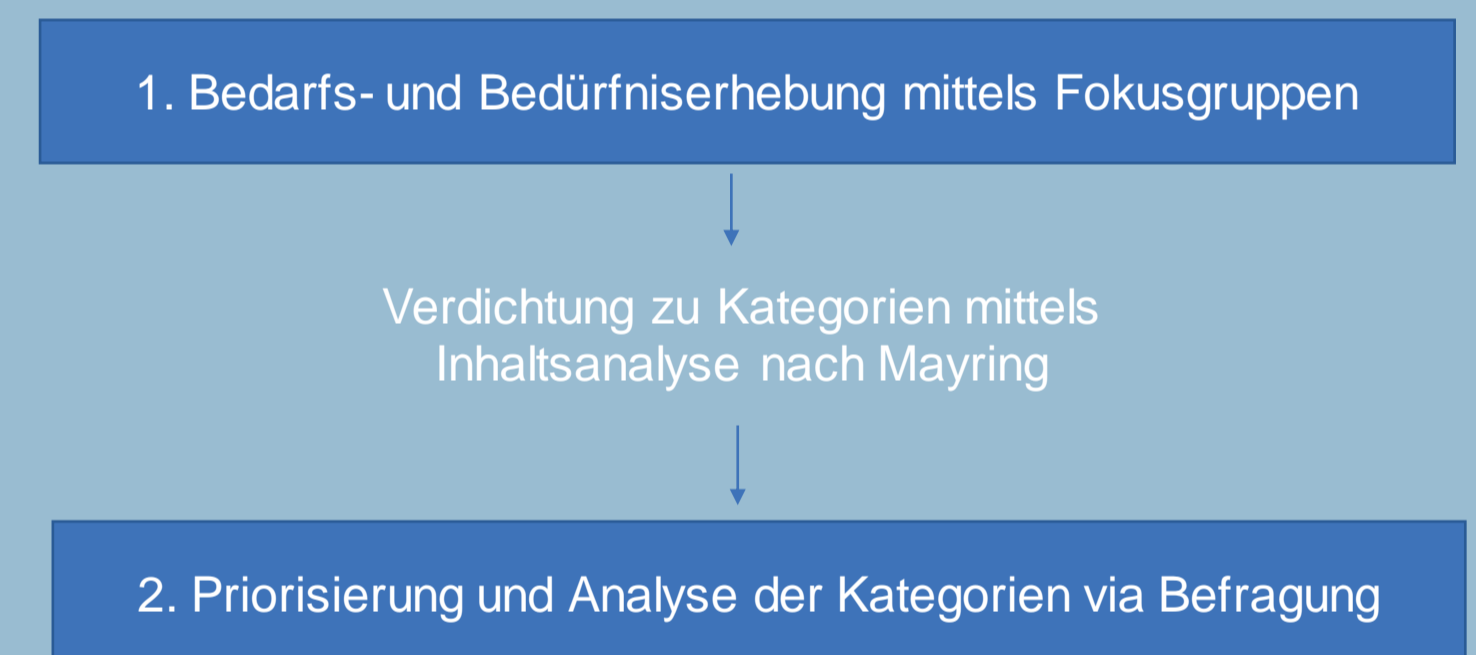 1. Bedarfs- und Bedürfniserhebung mittels Fokusgruppen
Verdichtung zu Kategorien mittels
Inhaltsanalyse nach Mayring
2. Priorisierung und Analyse der Kategorien via Befragung